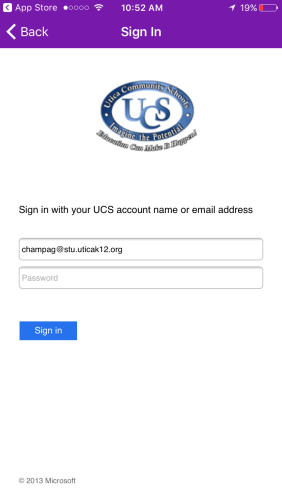 App Store 10:52 AM 19%
Back Sign In
Utica Community Schools
UCS
Imagine the Potential
Education Can Make It Happen!
Sign in with your UCS account name or email address
champag@stu.uticak12.org
Password
Sign in
© 2013 Microsoft